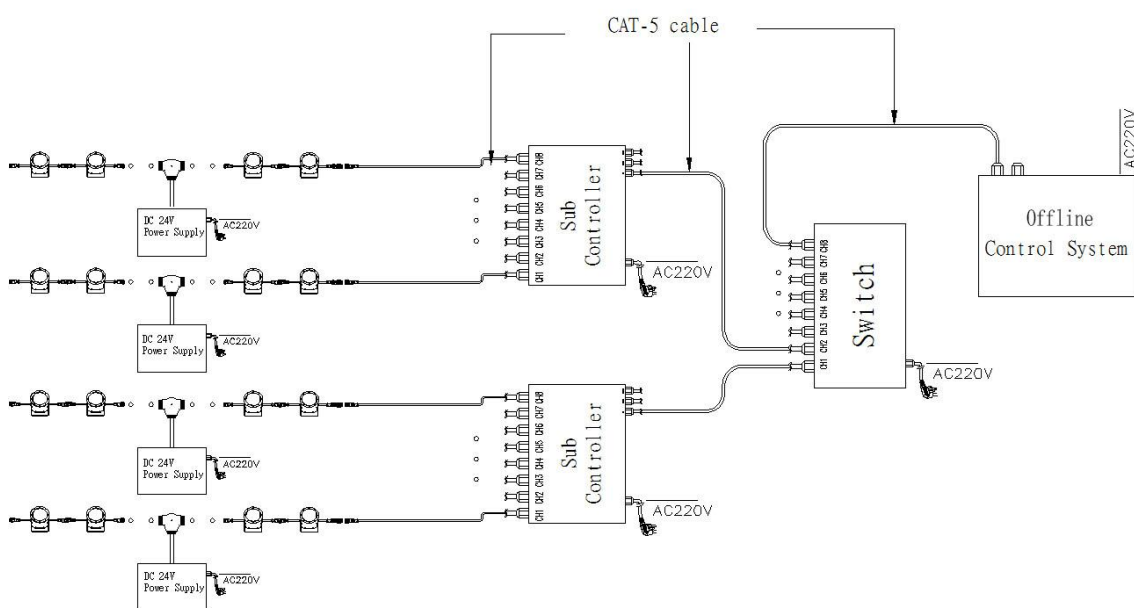 CAT-5 cable
AC220V
CH8
CH7
CH6
CH5
CH4
CH3
CH2
CH1
Sub
Controller
AC220V
DC 24V
Power Supply
AC220V
DC 24V
Power Supply
AC220V
CH8
CH7
CH6
CH5
CH4
CH3
CH2
CH1
Switch
AC220V
Offline
Control System
CH8
CH7
CH6
CH5
CH4
CH3
CH2
CH1
Sub
Controller
AC220V
DC 24V
Power Supply
AC220V
DC 24V
Power Supply
AC220V